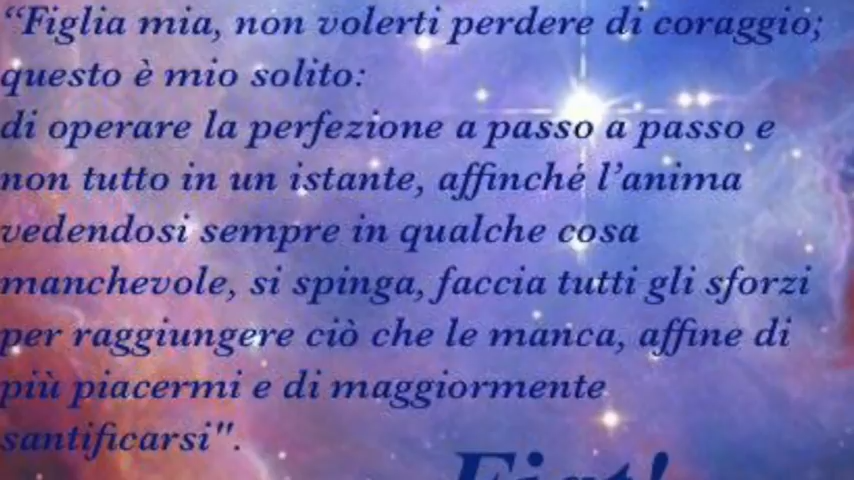 “Figlia mia, non volerti perdere di coraggio;
questo è mio solito:
di operare la perfezione a passo a passo e
non tutto in un istante, affinché l’anima
vedendosi sempre in qualche cosa
manchevole, si spinga, faccia tutti gli sforzi
per raggiungere ciò che le manca, affine di
più piacermi e di maggiormente
santificarsi".
Fiat!